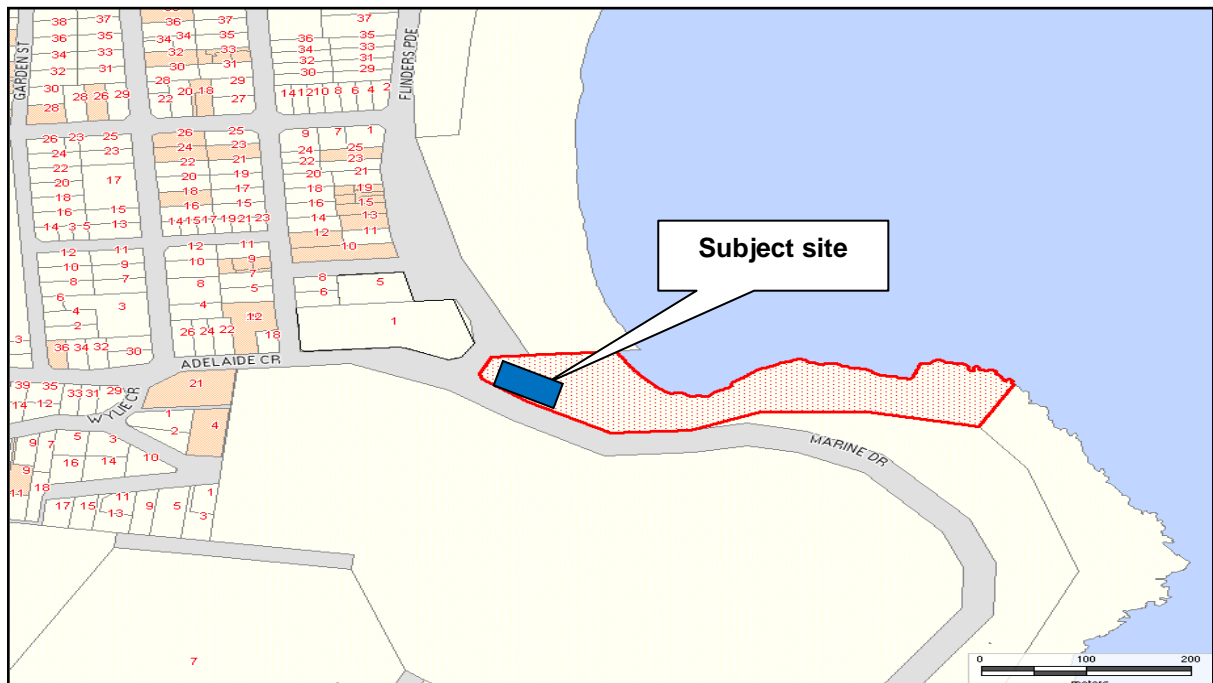 38 37 36 37 37
36 35 34 34 35 36 35
34 33 32 33 32 33
32 31 30 31 30 31 29
GARDEN ST
FLINDERS PDE
30 28 26 29 28 20 18 29 14 12 10 8 6 4 2
28 22 27
26 23 25 26 25 9 7 1
24 23 24 23 24 25
22 22 21 22 23
20 17 20 19 20 21
18 18 17 18 19
16 15 16 15 16 15
14 3 5 13 14 15 17 19 21 23 14 13
12 11
10
12 11 12 11
10 9 10 9
8 7 8 7 8 5
6 3 4 5 6
4 12 1
2 26 24 22 18
36 34 32 30
3
Subject site
ADELAIDE CR
39 35 33 31 29 21
14 12
WYLIE CR
1
2 4
9 7 5 3
16 14 10
9
11 18
17 15 11 9 5 1
13 3
MARINE DR
7
0 100 200
meters